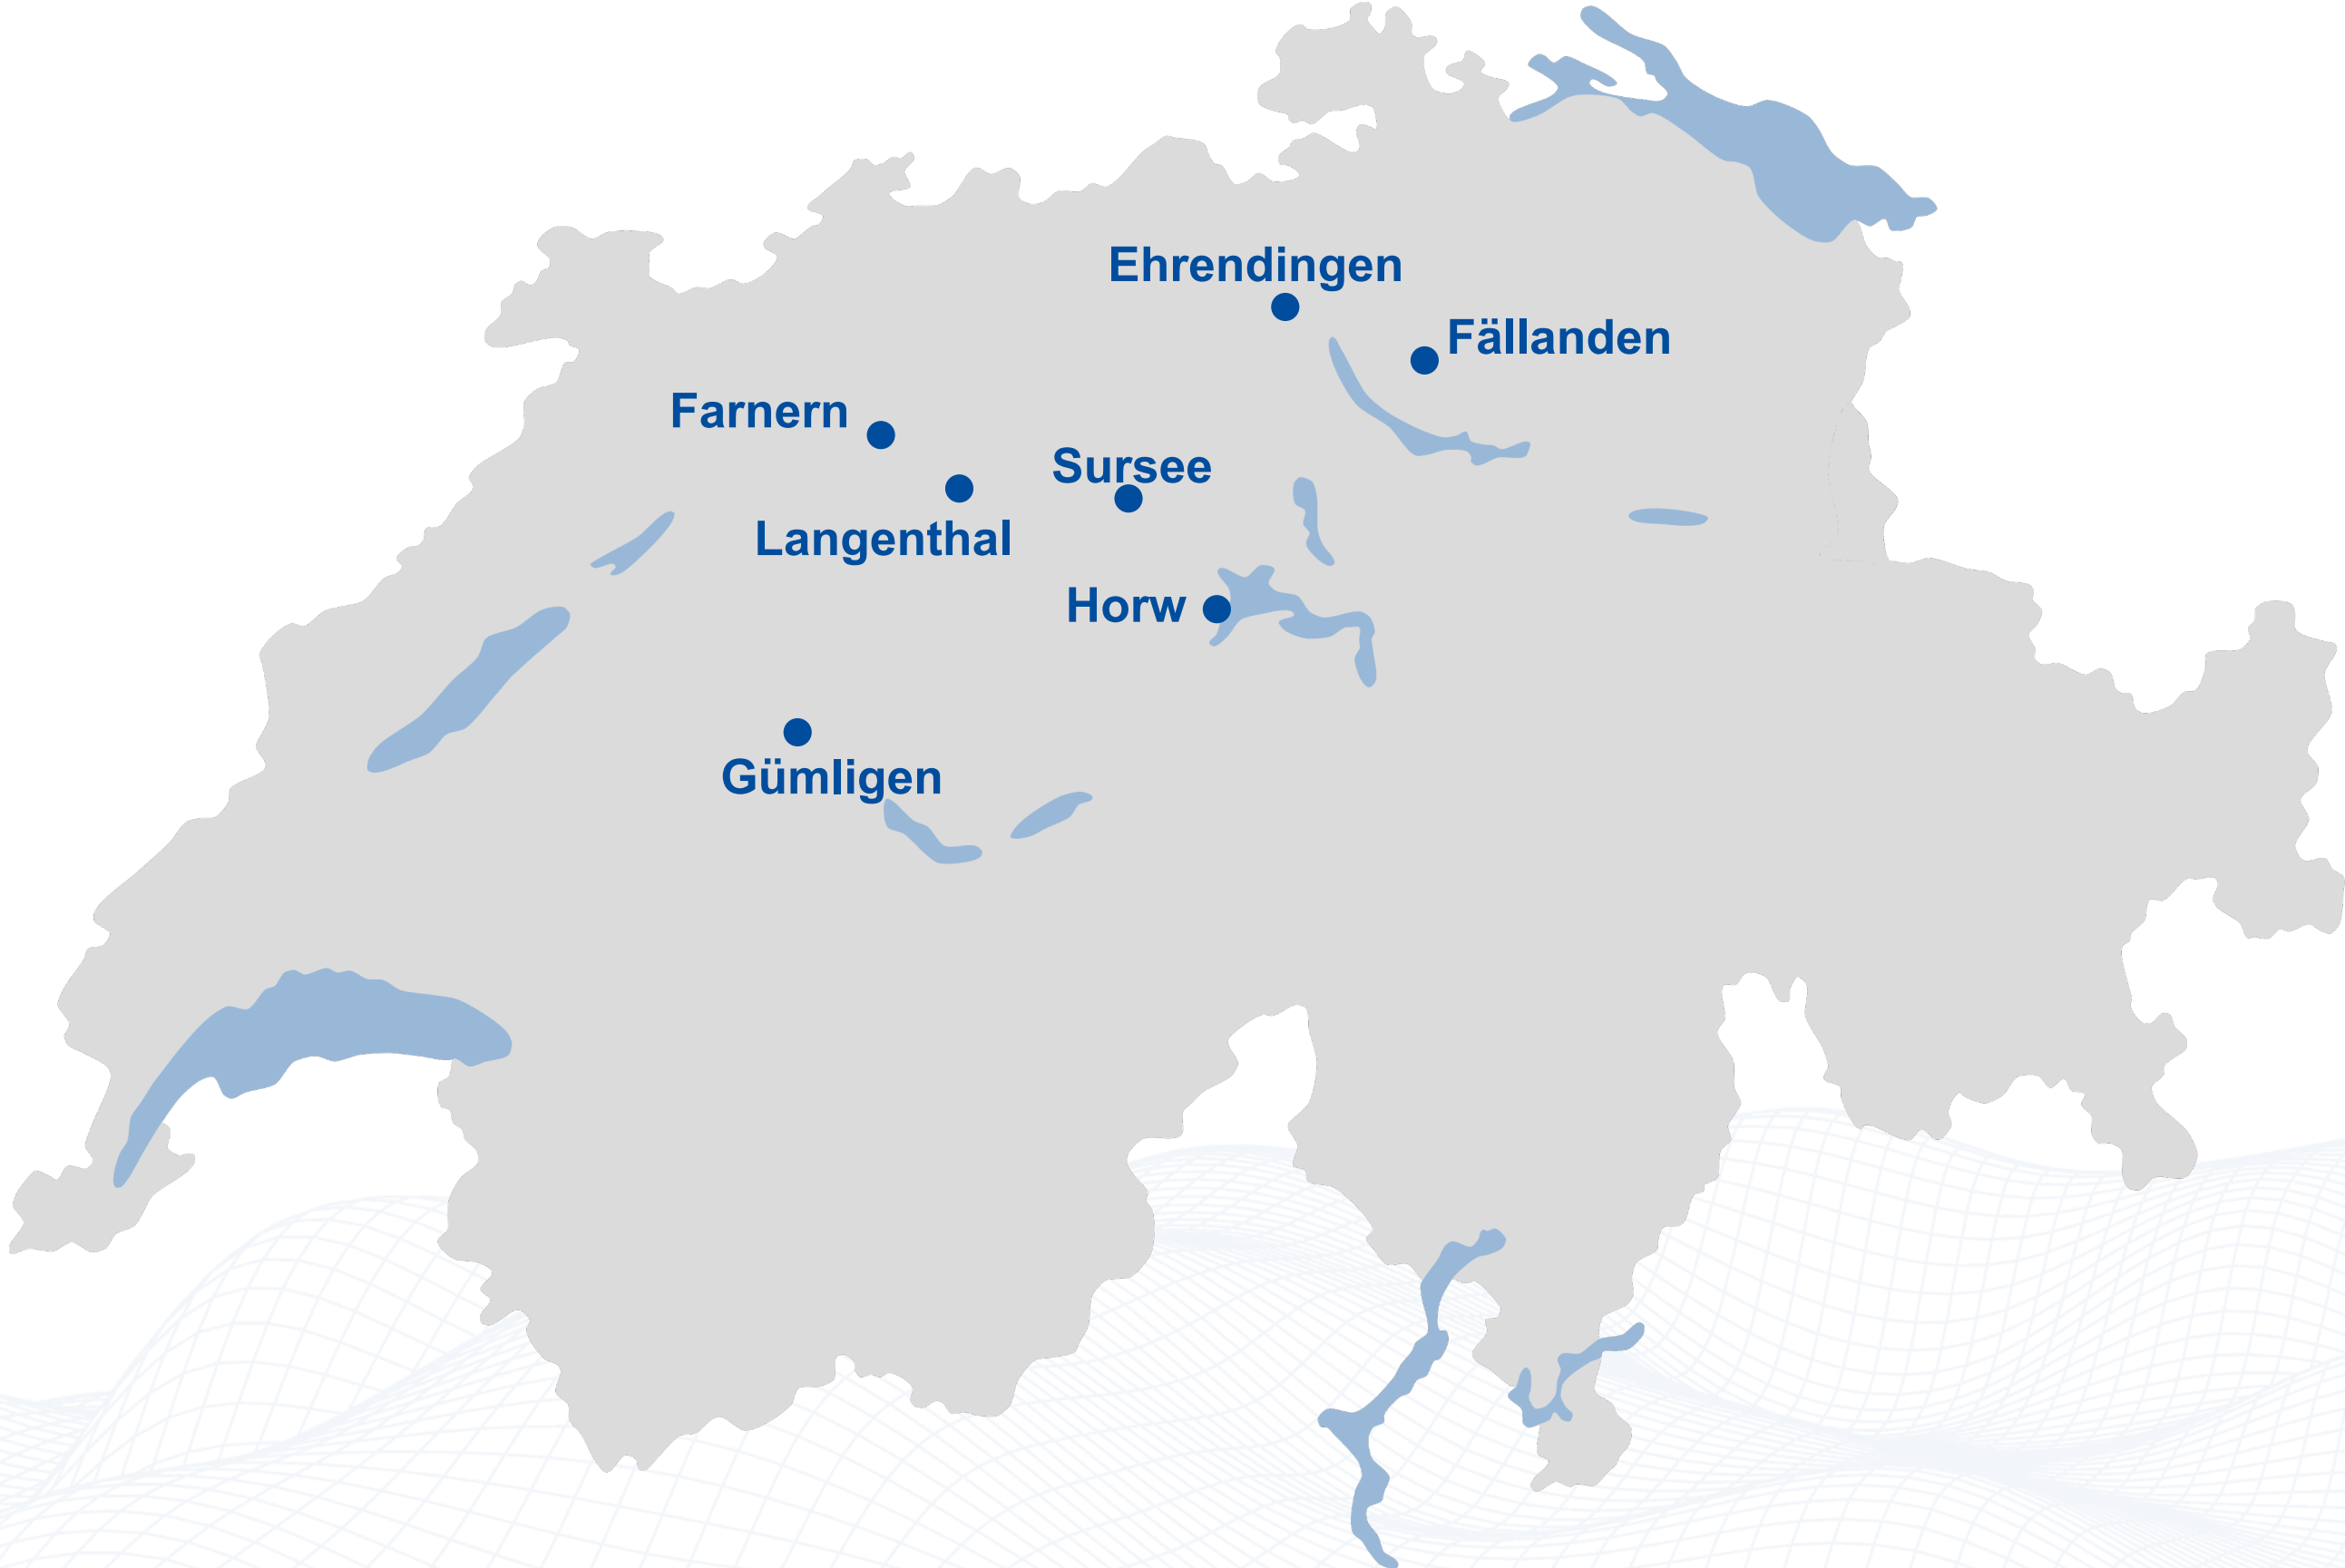 Ehrendingen
Fällanden
Farnern
Sursee
Langenthal
Horw
Gümligen